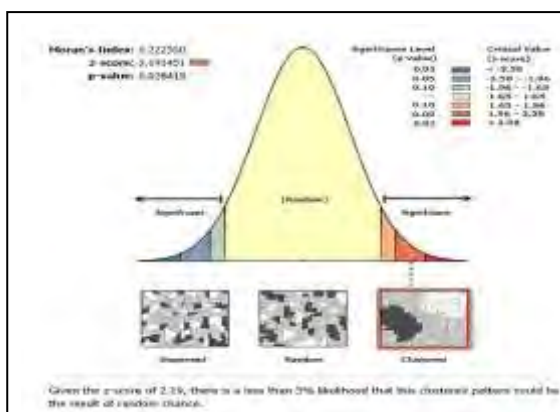 Moran's Index: 0.222360
z-score: 2.191451
p-value: 0.028418
Significance Level
(p-value)
0.01
0.05
0.10
0.10
0.05
0.01
Critical Value
(z-score)
< -2.58
-2.58 - -1.96
-1.96 - -1.65
-1.65 - 1.65
1.65 - 1.96
1.96 - 2.58
> 2.58
Significant
(Random)
Significant
Dispersed
Random
Clustered
Given the z-score of 2.19, there is a less than 5% likelihood that this clustered pattern could be
the result of random chance.